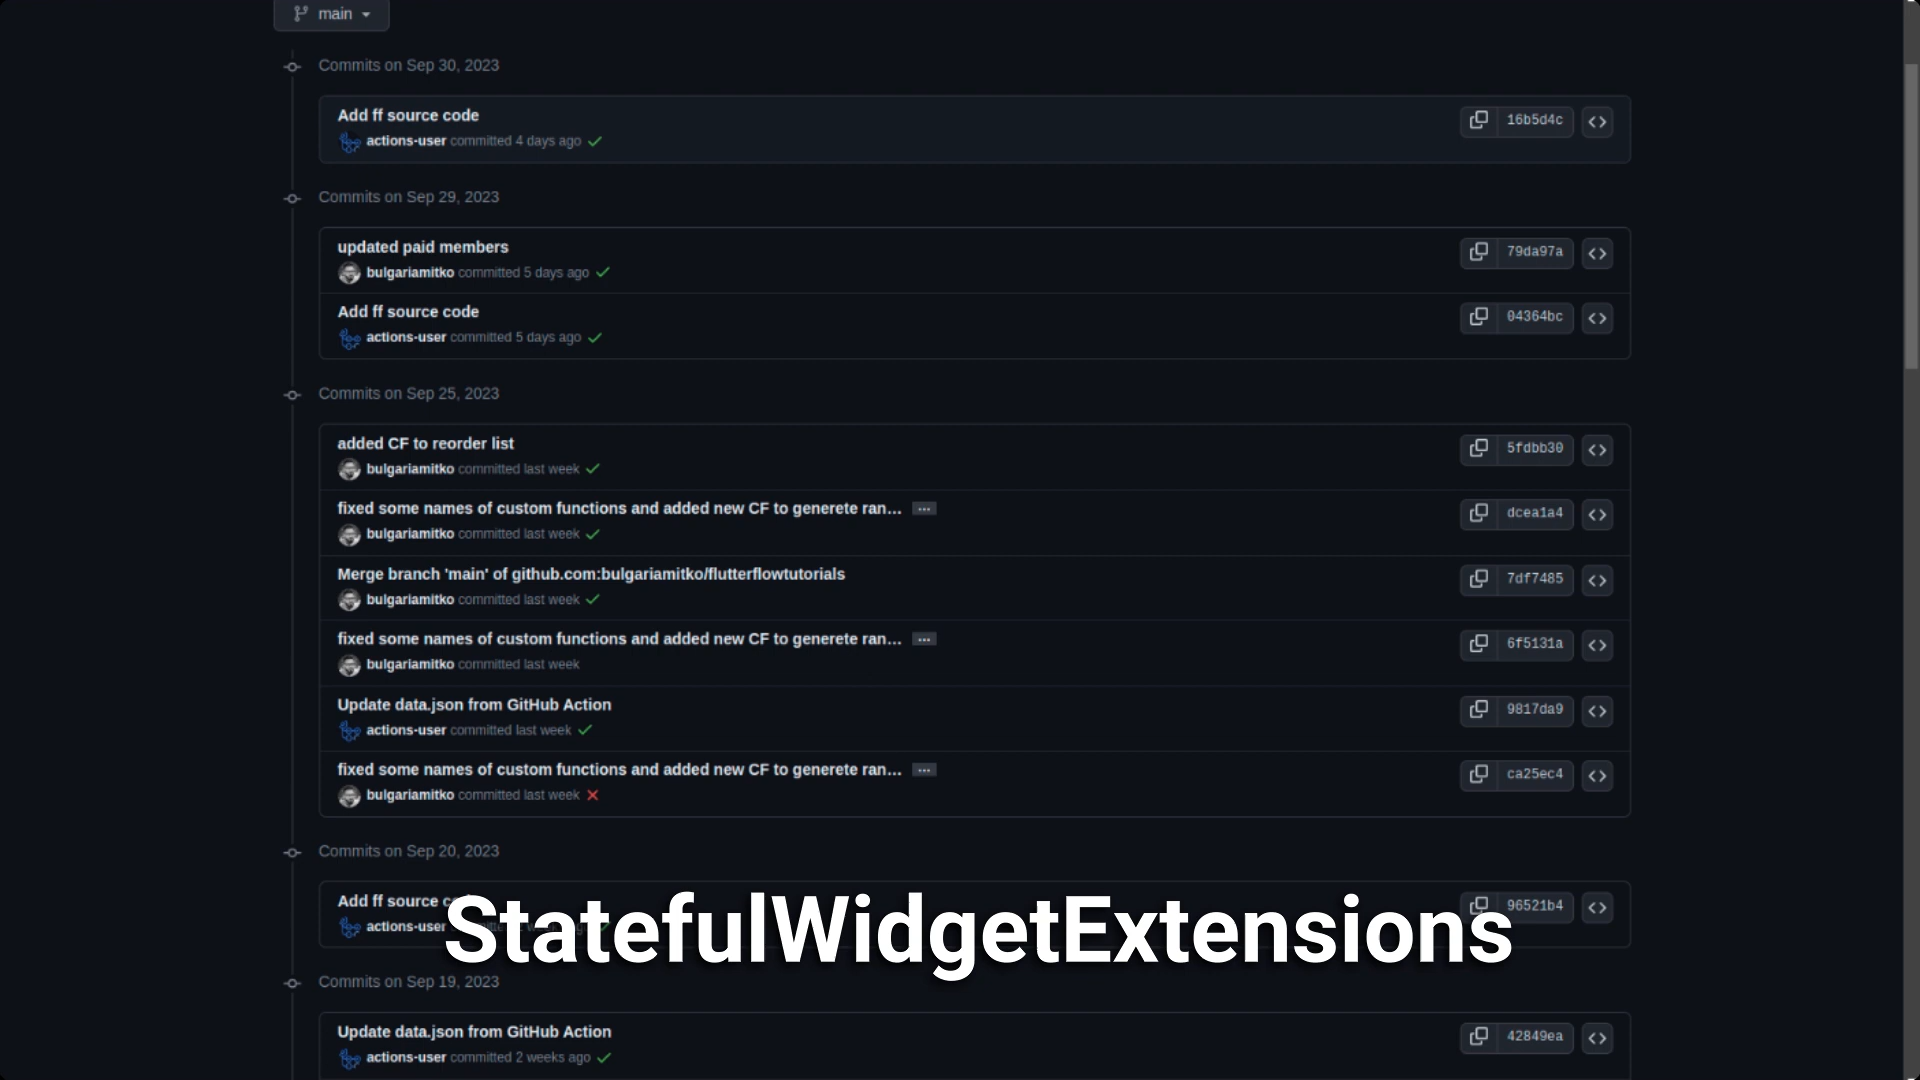 main
Commits on Sep 30, 2023
Add ff source code
16b5d4c
actions-user committed 4 days ago
Commits on Sep 29, 2023
updated paid members
79da97a
bulgariamitko committed 5 days ago
Add ff source code
04364bc
actions-user committed 5 days ago
Commits on Sep 25, 2023
added CF to reorder list
5fdbb30
bulgariamitko committed last week
fixed some names of custom functions and added new CF to generete ran... ...
dcea1a4
bulgariamitko committed last week
Merge branch 'main' of github.com:bulgariamitko/flutterflowtutorials
7df7485
bulgariamitko committed last week
fixed some names of custom functions and added new CF to generete ran... ...
6f5131a
bulgariamitko committed last week
Update data.json from GitHub Action
9817da9
actions-user committed last week
fixed some names of custom functions and added new CF to generete ran... ...
ca25ec4
bulgariamitko committed last week
Commits on Sep 20, 2023
Add ff source
96521b4
actions-user
StatefulWidgetExtensions
Commits on Sep 19, 2023
Update data.json from GitHub Action
42849ea
actions-user committed 2 weeks ago